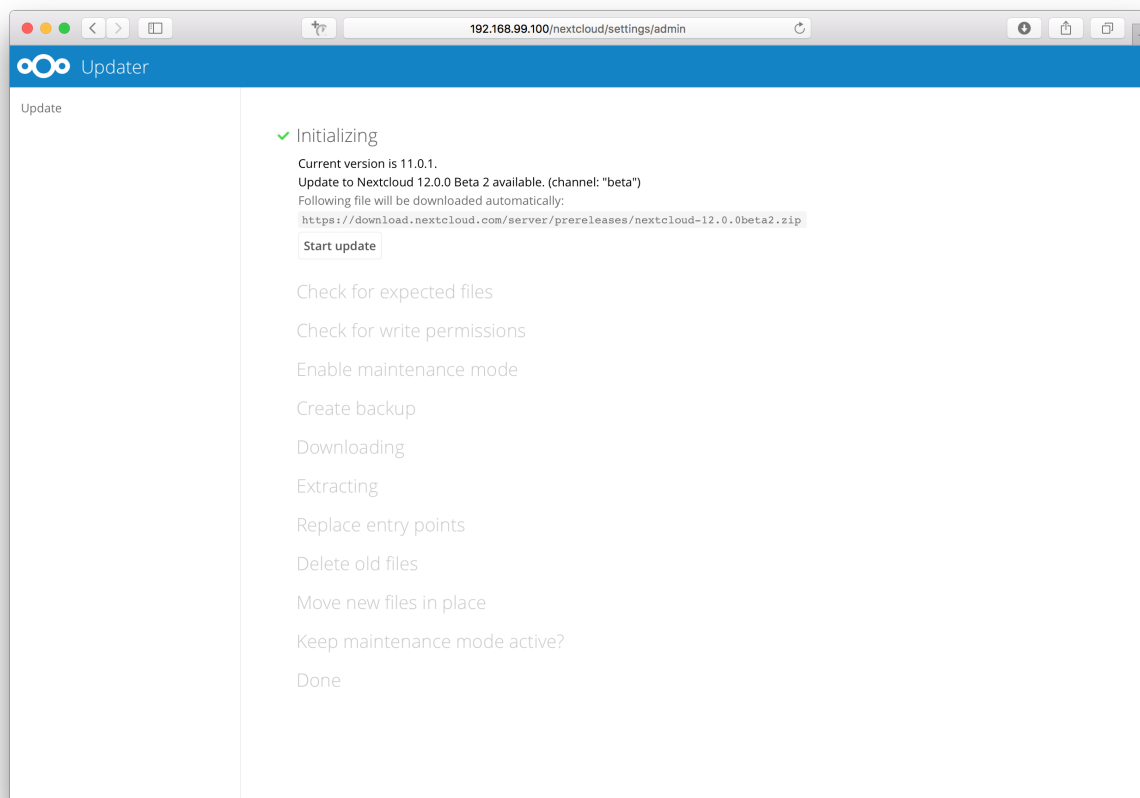 192.168.99.100/nextcloud/settings/admin
Updater
Update
Initializing
Current version is 11.0.1.
Update to Nextcloud 12.0.0 Beta 2 available. (channel: "beta")
Following file will be downloaded automatically:
https://download.nextcloud.com/server/prereleases/nextcloud-12.0.0beta2.zip
Start update
Check for expected files
Check for write permissions
Enable maintenance mode
Create backup
Downloading
Extracting
Replace entry points
Delete old files
Move new files in place
Keep maintenance mode active?
Done